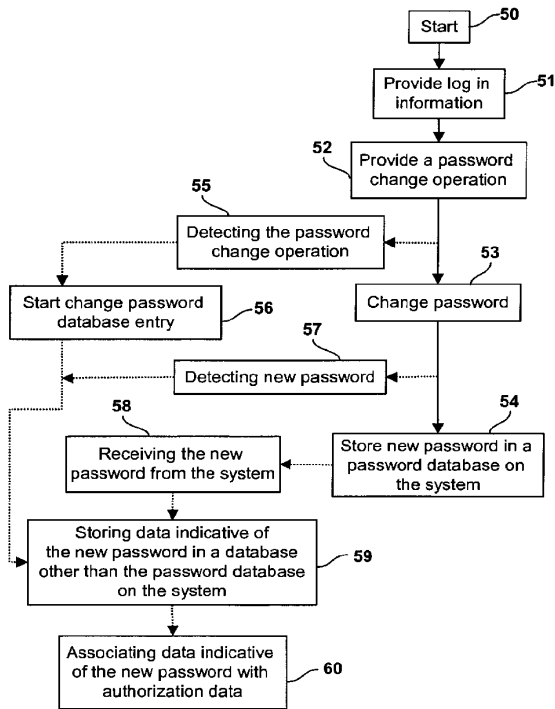 50
Start
51
Provide log in
information
52
Provide a password
change operation
55
Detecting the password
change operation
53
Change password
Start change password
database entry
56
57
Detecting new password
54
Store new password in a
password database on
the system
58
Receiving the new
password from the system
Storing data indicative of
the new password in a database
other than the password database
on the system
59
Associating data indicative
of the new password with
authorization data
60